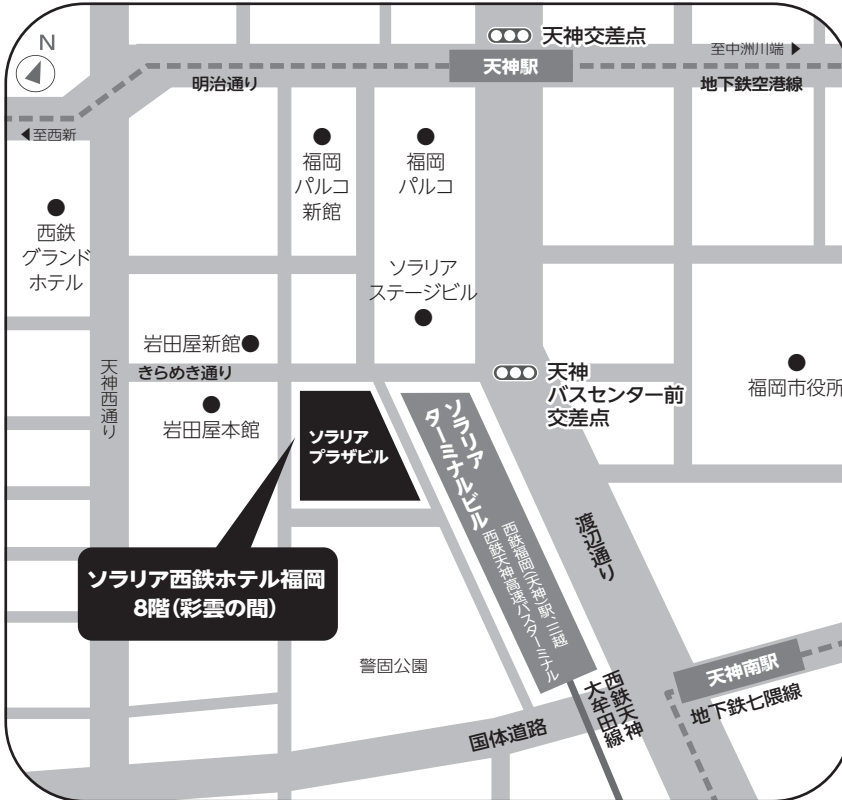 N
天神交差点
至中洲川端▶
天神駅
明治通り
地下鉄空港線
◀至西新
福岡
パルコ
新館
福岡
パルコ
西鉄
グランド
ホテル
ソラリア
ステージビル
岩田屋新館
きらめき通り
天神
バスセンター前
交差点
福岡市役所
天神西通り
岩田屋本館
ソラリア
プラザビル
ソラリア
ターミナルビル
西鉄福岡(天神)駅、三越
西鉄天神高速バスターミナル
渡辺通り
ソラリア西鉄ホテル福岡
8階(彩雲の間)
警固公園
天神南駅
地下鉄七隈線
西鉄天神
大牟田線
国体道路